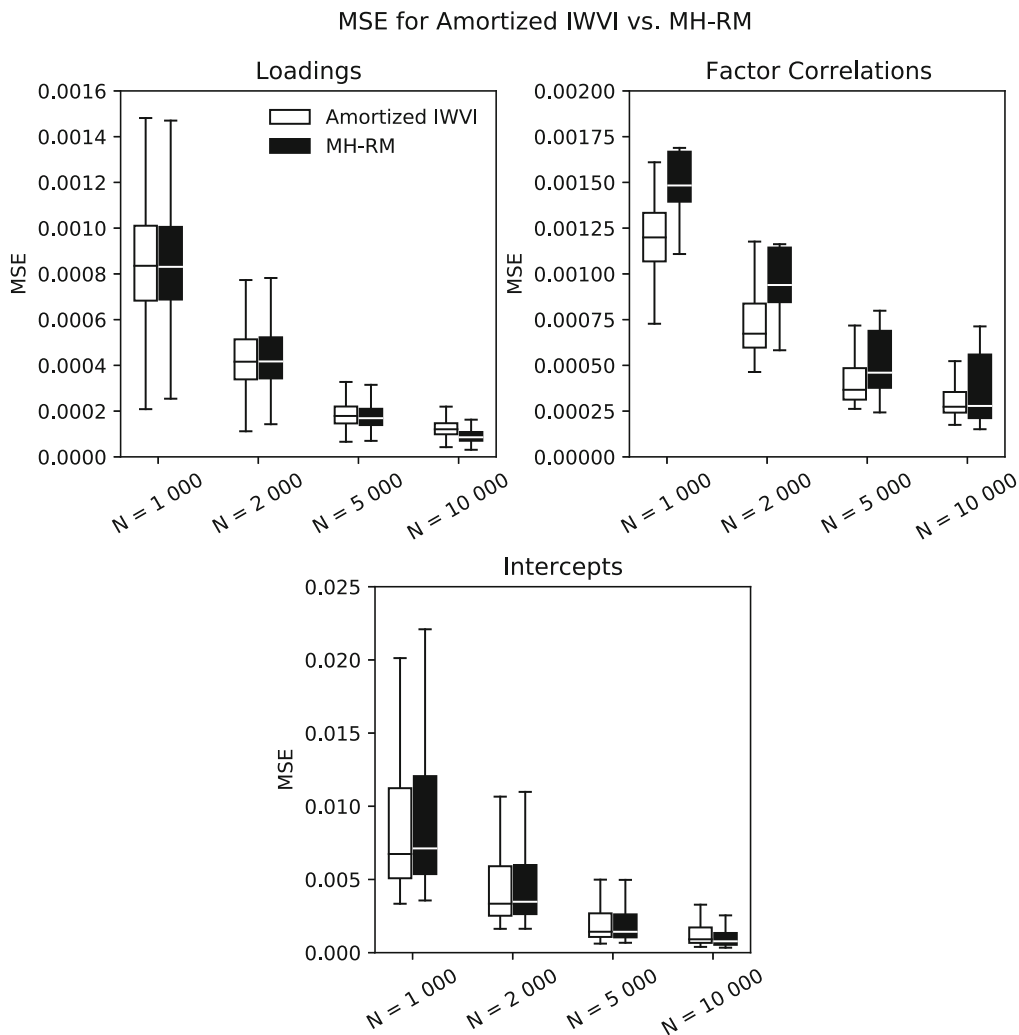 MSE for Amortized IWVI vs. MH-RM
Loadings
0.0016
0.0014
0.0012
0.0010
0.0008
0.0006
0.0004
0.0002
0.0000
MSE
Amortized IWVI
MH-RM
N = 1 000
N = 2 000
N = 5 000
N = 10 000
Factor Correlations
0.00200
0.00175
0.00150
0.00125
0.00100
0.00075
0.00050
0.00025
0.00000
MSE
N = 1 000
N = 2 000
N = 5 000
N = 10 000
Intercepts
0.025
0.020
0.015
0.010
0.005
0.000
MSE
N = 1 000
N = 2 000
N = 5 000
N = 10 000